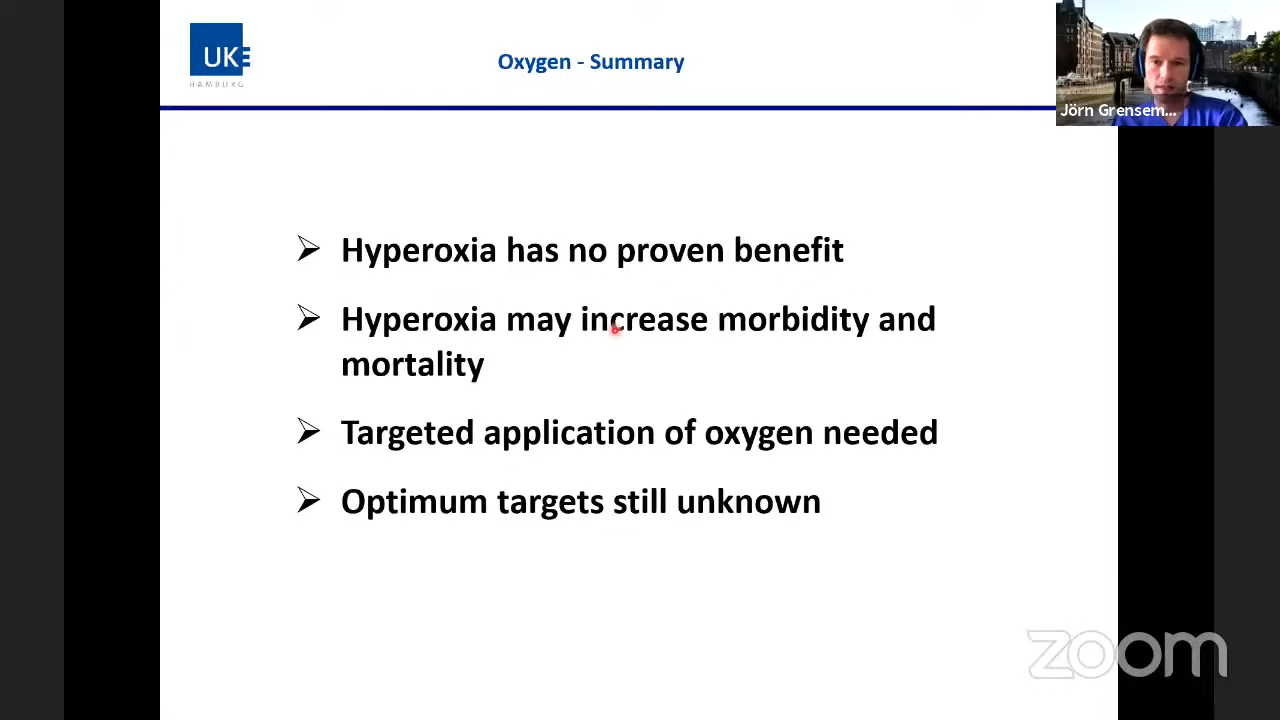 UKE
HAMBURG
Oxygen - Summary
Jörn Grensem...
➢ Hyperoxia has no proven benefit
➢ Hyperoxia may increase morbidity and
mortality
➢ Targeted application of oxygen needed
➢ Optimum targets still unknown
zoom